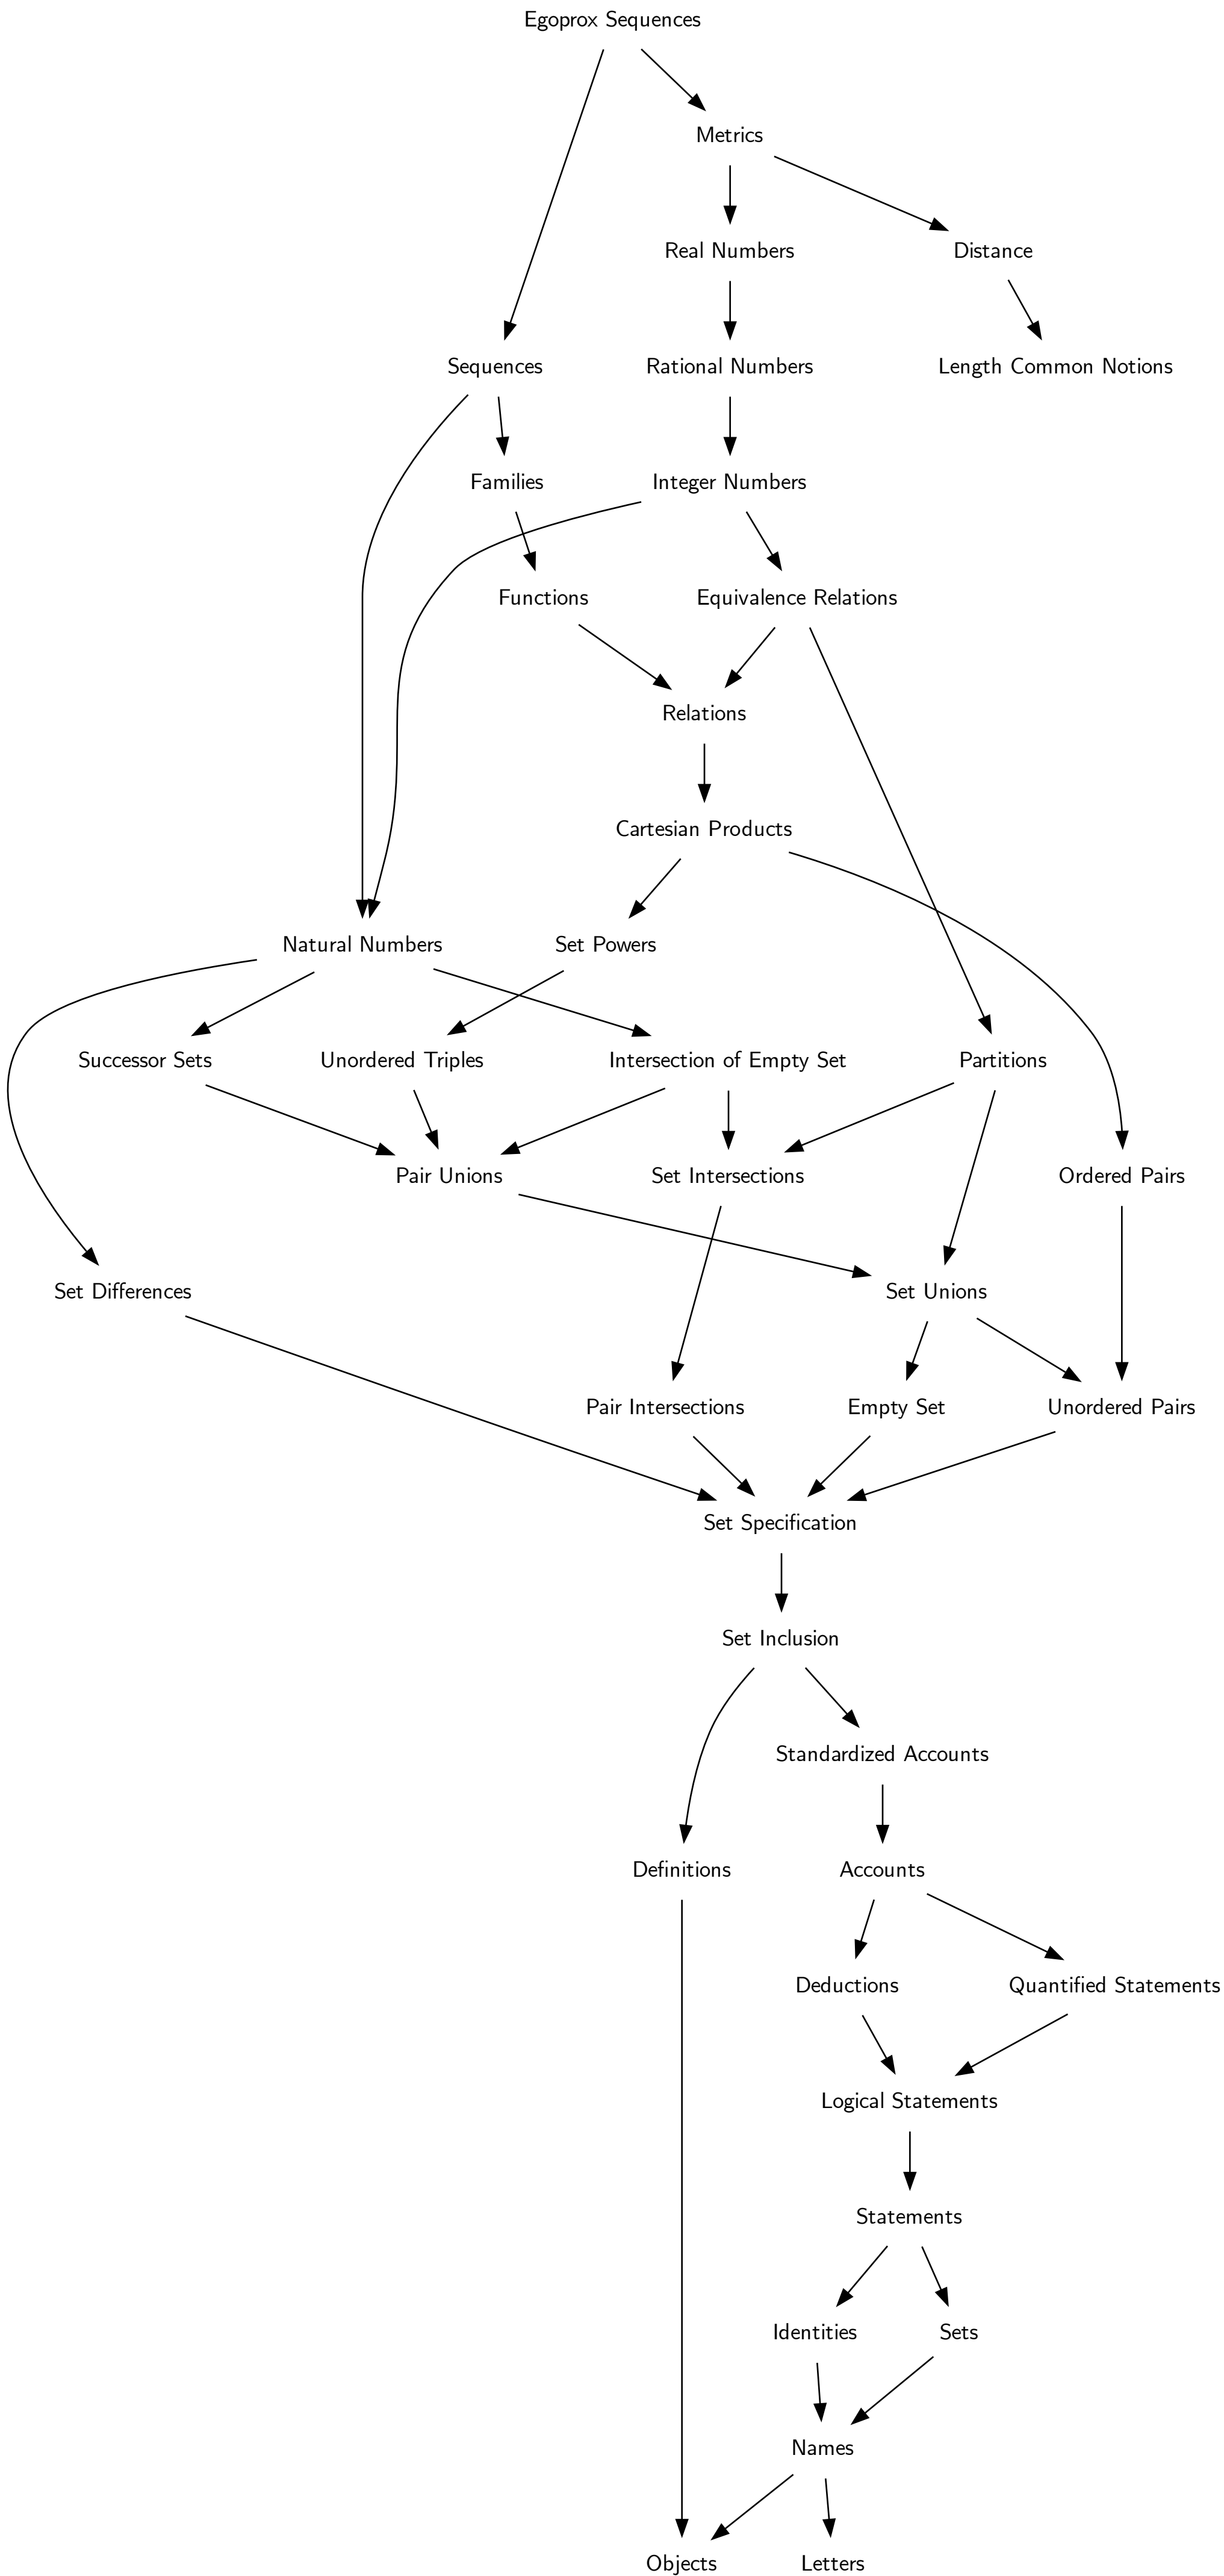 Egoprox Sequences
Metrics
Real Numbers
Distance
Sequences
Rational Numbers
Length Common Notions
Families
Integer Numbers
Functions
Equivalence Relations
Relations
Cartesian Products
Natural Numbers
Set Powers
Successor Sets
Unordered Triples
Intersection of Empty Set
Partitions
Pair Unions
Set Intersections
Ordered Pairs
Set Differences
Set Unions
Pair Intersections
Empty Set
Unordered Pairs
Set Specification
Set Inclusion
Standardized Accounts
Definitions
Accounts
Deductions
Quantified Statements
Logical Statements
Statements
Identities
Sets
Names
Objects
Letters